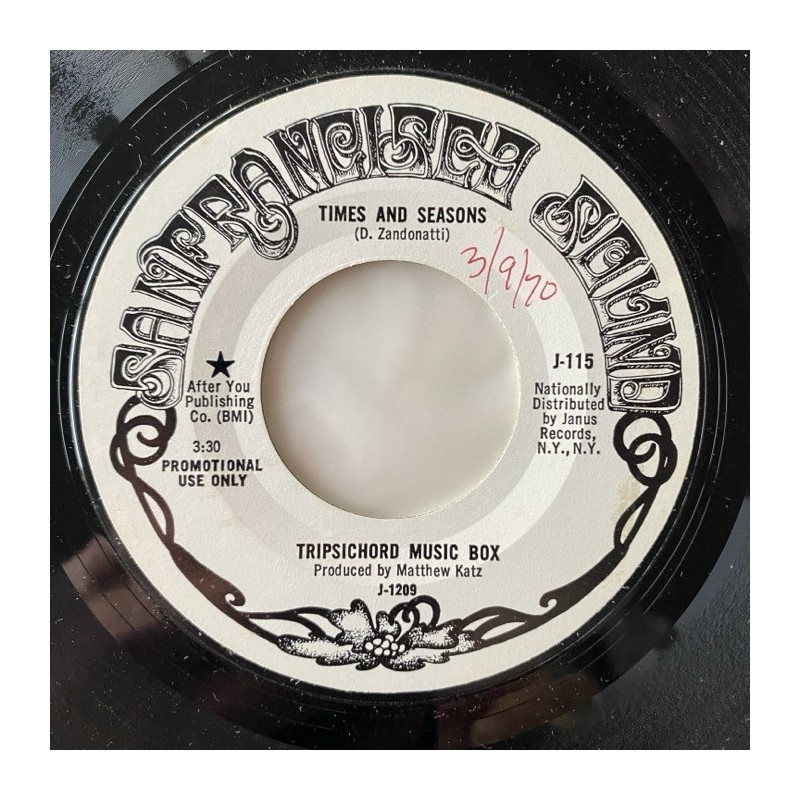 SAN FRANCISCO SOUND
TIMES AND SEASONS
(D. Zandonatti)
3/9/70
★
After You
Publishing
Co. (BMI)
3:30
PROMOTIONAL
USE ONLY
J-115
Nationally
Distributed
by Janus
Records,
N.Y., N.Y.
TRIPSICHORD MUSIC BOX
Produced by Matthew Katz
J-1209